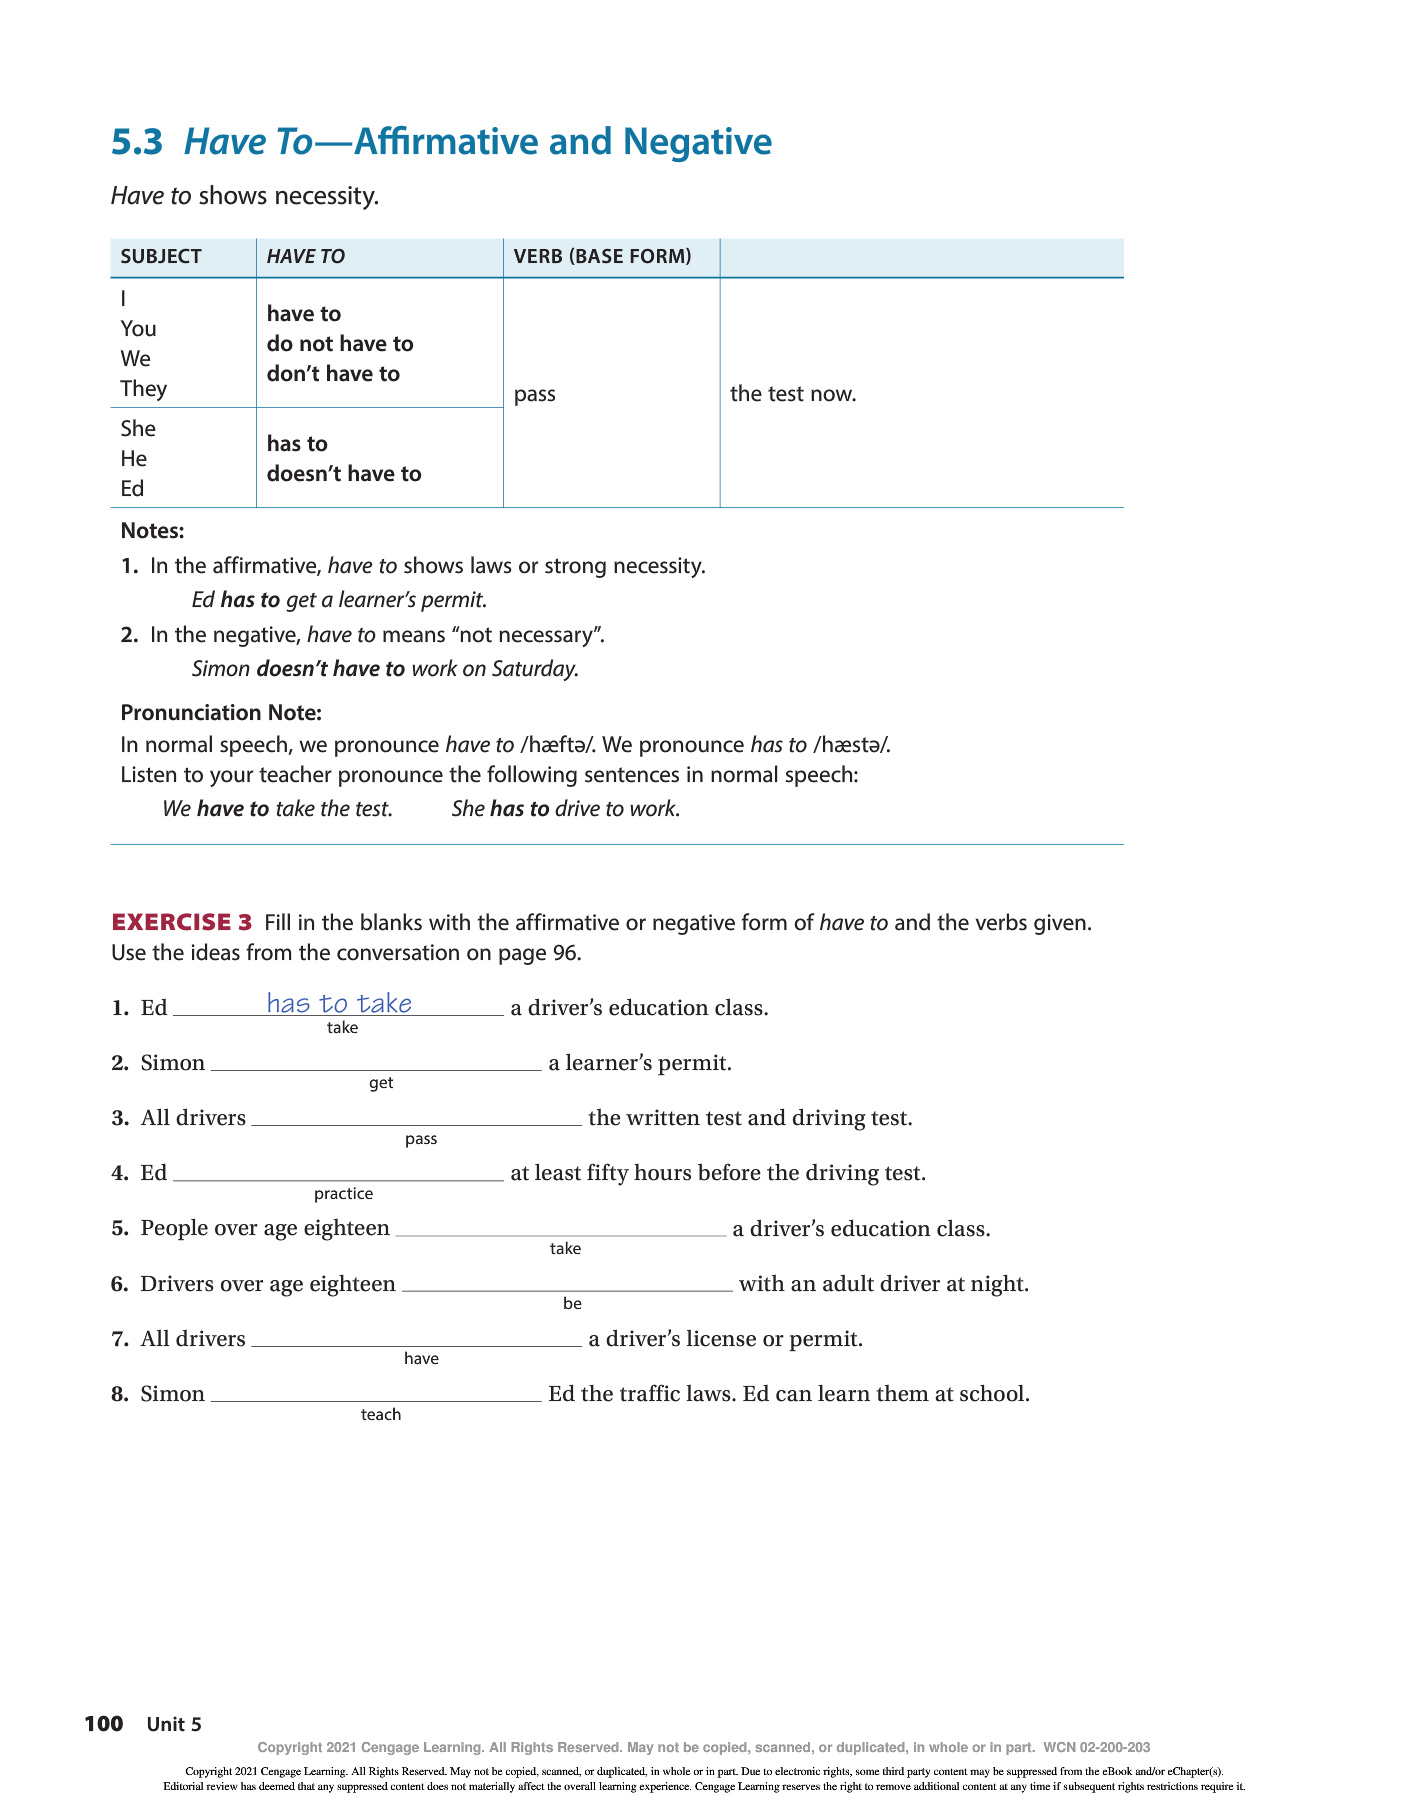 5.3 Have To—Affirmative and Negative
Have to shows necessity.
SUBJECT HAVE TO VERB (BASE FORM)
I
You
We
They
have to
do not have to
don’t have to
She
He
Ed
has to
doesn’t have to
pass
the test now.
Notes:
1. In the affirmative, have to shows laws or strong necessity.
Ed has to get a learner’s permit.
2. In the negative, have to means “not necessary”.
Simon doesn’t have to work on Saturday.
Pronunciation Note:
In normal speech, we pronounce have to /hæftə/. We pronounce has to /hæstə/.
Listen to your teacher pronounce the following sentences in normal speech:
We have to take the test. She has to drive to work.
EXERCISE 3 Fill in the blanks with the affirmative or negative form of have to and the verbs given.
Use the ideas from the conversation on page 96.
1. Ed has to take a driver’s education class.
take
2. Simon a learner’s permit.
get
3. All drivers the written test and driving test.
pass
4. Ed at least fifty hours before the driving test.
practice
5. People over age eighteen a driver’s education class.
take
6. Drivers over age eighteen with an adult driver at night.
be
7. All drivers a driver’s license or permit.
have
8. Simon Ed the traffic laws. Ed can learn them at school.
teach
100 Unit 5
Copyright 2021 Cengage Learning. All Rights Reserved. May not be copied, scanned, or duplicated, in whole or in part. WCN 02-200-203
Copyright 2021 Cengage Learning. All Rights Reserved. May not be copied, scanned, or duplicated, in whole or in part. Due to electronic rights, some third party content may be suppressed from the eBook and/or eChapter(s).
Editorial review has deemed that any suppressed content does not materially affect the overall learning experience. Cengage Learning reserves the right to remove additional content at any time if subsequent rights restrictions require it.